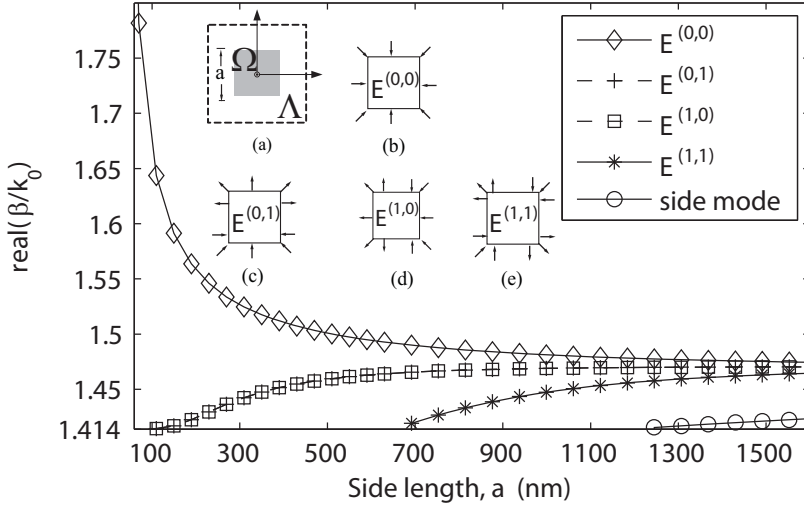 1.75
1.7
1.65
1.6
1.55
1.5
1.45
1.414
real(β/k₀)
100 300 500 700 900 1100 1300 1500
Side length, a (nm)
a
Ω
Λ
(a)
E^(0,0)
(b)
E^(0,1)
(c)
E^(1,0)
(d)
E^(1,1)
(e)
E^(0,0)
E^(0,1)
E^(1,0)
E^(1,1)
side mode